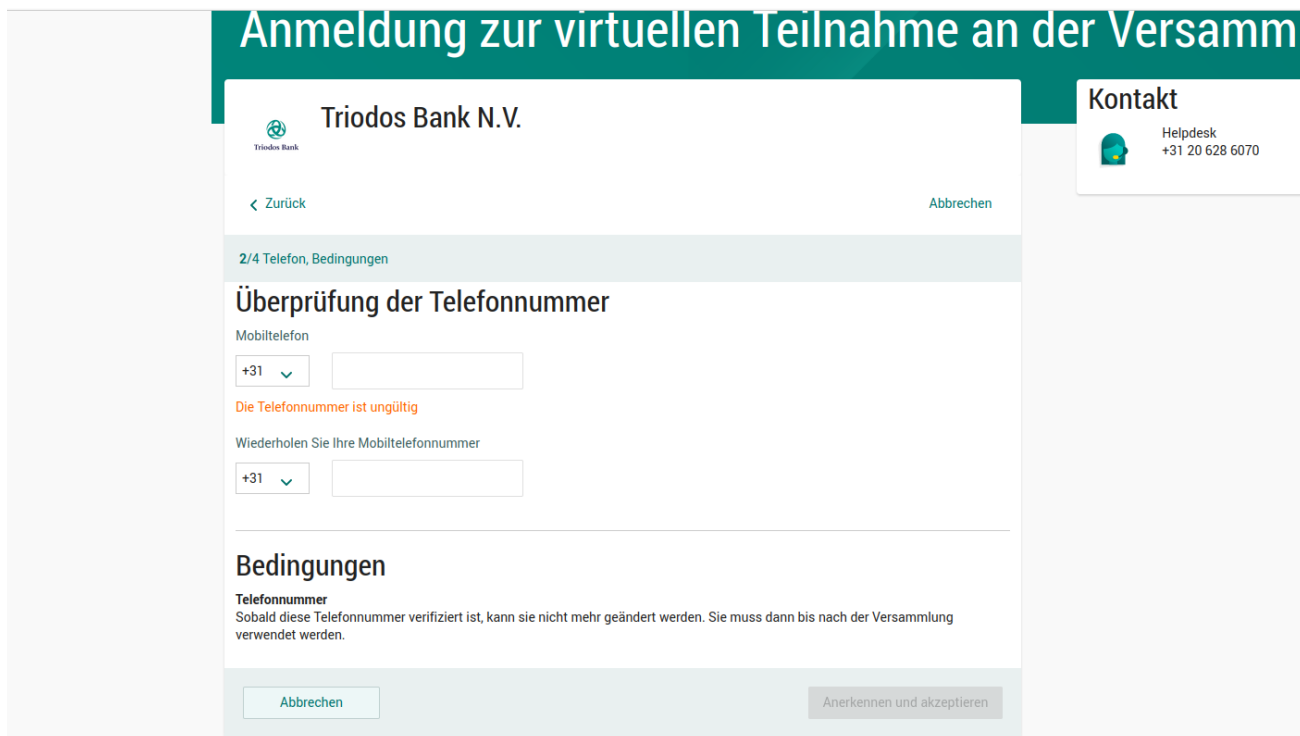 Anmeldung zur virtuellen Teilnahme an der Versamm
Triodos Bank
Triodos Bank N.V.
Kontakt
Helpdesk
+31 20 628 6070
Zurück
Abbrechen
2/4 Telefon, Bedingungen
Überprüfung der Telefonnummer
Mobiltelefon
+31
Die Telefonnummer ist ungültig
Wiederholen Sie Ihre Mobiltelefonnummer
+31
Bedingungen
Telefonnummer
Sobald diese Telefonnummer verifiziert ist, kann sie nicht mehr geändert werden. Sie muss dann bis nach der Versammlung
verwendet werden.
Abbrechen
Anerkennen und akzeptieren